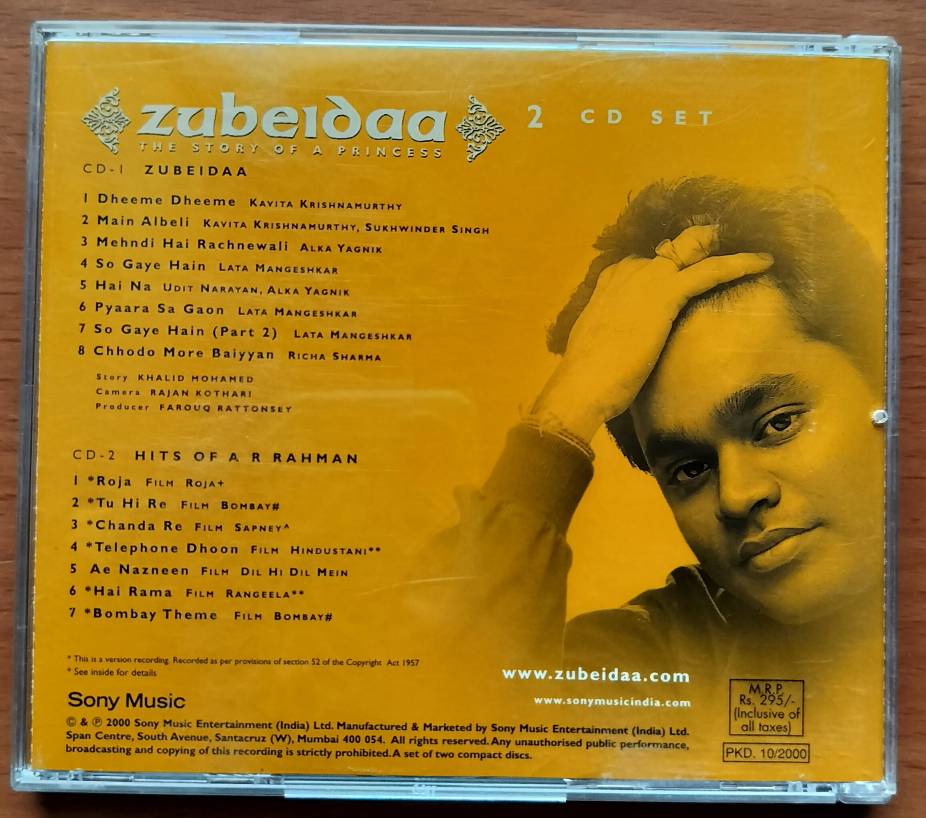 zubeidaa
THE STORY OF A PRINCESS
2 CD SET
CD-1 ZUBEIDAA
1 Dheeme Dheeme KAVITA KRISHNAMURTHY
2 Main Albeli KAVITA KRISHNAMURTHY, SUKHWINDER SINGH
3 Mehndi Hai Rachnewali ALKA YAGNIK
4 So Gaye Hain LATA MANGESHKAR
5 Hai Na UDIT NARAYAN, ALKA YAGNIK
6 Pyaara Sa Gaon LATA MANGESHKAR
7 So Gaye Hain (Part 2) LATA MANGESHKAR
8 Chhodo More Baiyyan RICHA SHARMA
Story KHALID MOHAMED
Camera RAJAN KOTHARI
Producer FAROUQ RATTONSEY
CD-2 HITS OF A R RAHMAN
1 *Roja FILM ROJA+
2 *Tu Hi Re FILM BOMBAY#
3 *Chanda Re FILM SAPNEY^
4 *Telephone Dhoon FILM HINDUSTANI**
5 Ae Nazneen FILM DIL HI DIL MEIN
6 *Hai Rama FILM RANGEELA**
7 *Bombay Theme FILM BOMBAY#
* This is a version recording. Recorded as per provisions of section 52 of the Copyright Act 1957
* See inside for details
Sony Music
www.zubeidaa.com
www.sonymusicindia.com
© & ℗ 2000 Sony Music Entertainment (India) Ltd. Manufactured & Marketed by Sony Music Entertainment (India) Ltd.
Span Centre, South Avenue, Santacruz (W), Mumbai 400 054. All rights reserved. Any unauthorised public performance,
broadcasting and copying of this recording is strictly prohibited. A set of two compact discs.
M.R.P.
Rs. 295/-
(Inclusive of
all taxes)
PKD. 10/2000